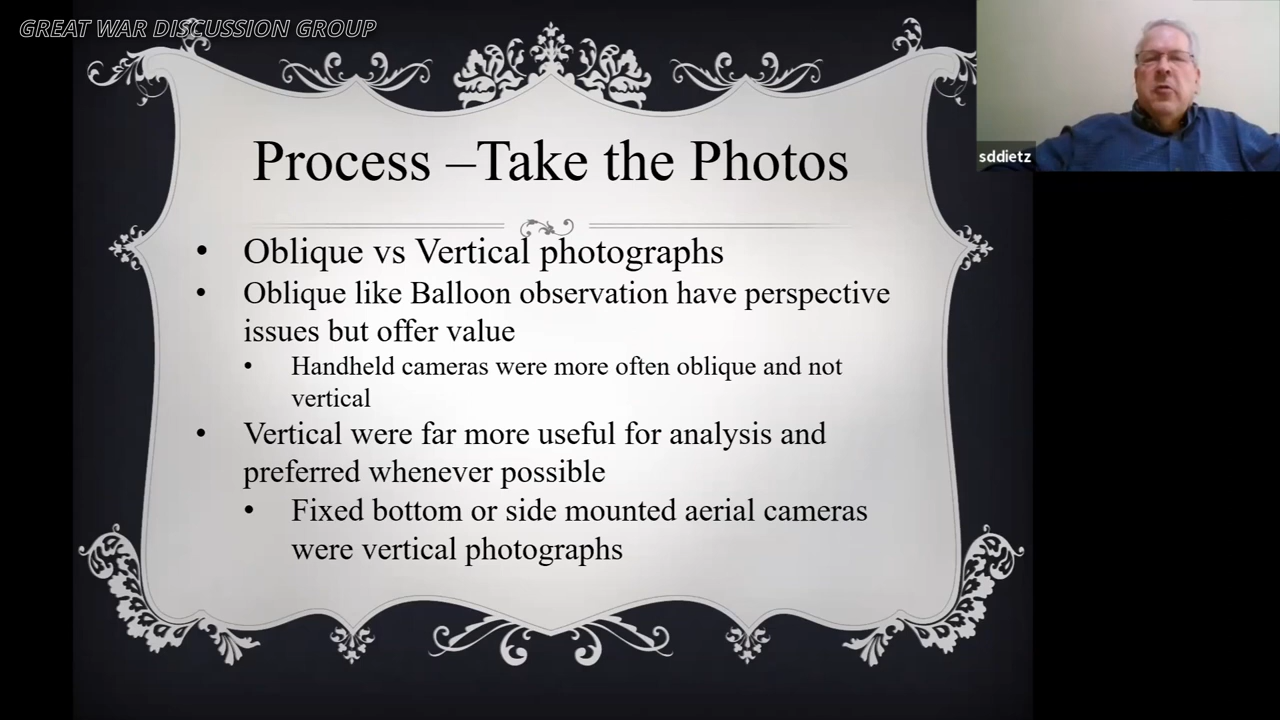 GREAT WAR DISCUSSION GROUP
sddietz
Process –Take the Photos
• Oblique vs Vertical photographs
• Oblique like Balloon observation have perspective
issues but offer value
• Handheld cameras were more often oblique and not
vertical
• Vertical were far more useful for analysis and
preferred whenever possible
• Fixed bottom or side mounted aerial cameras
were vertical photographs